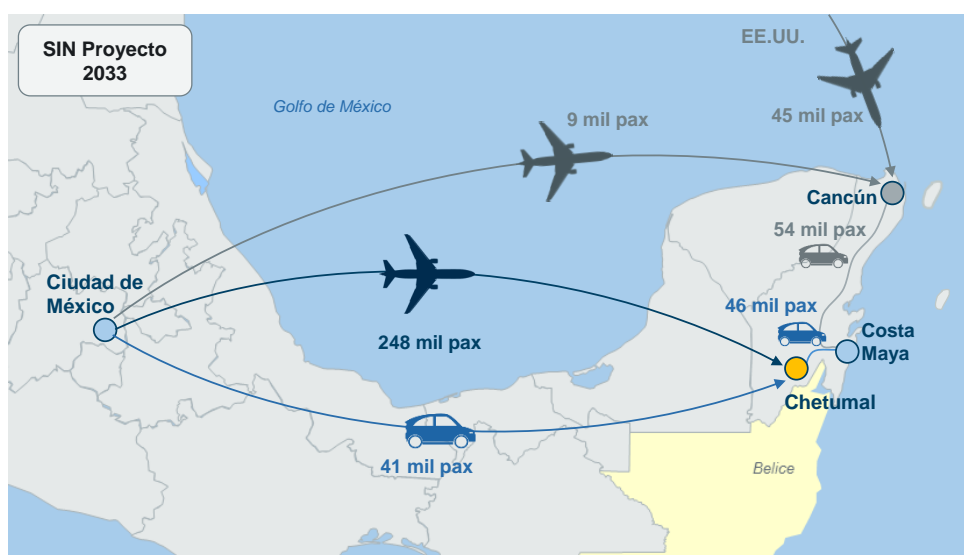 SIN Proyecto
2033
EE.UU.
Golfo de México
9 mil pax
45 mil pax
Cancún
54 mil pax
Ciudad de
México
46 mil pax
248 mil pax
Costa
Maya
Chetumal
41 mil pax
Belice